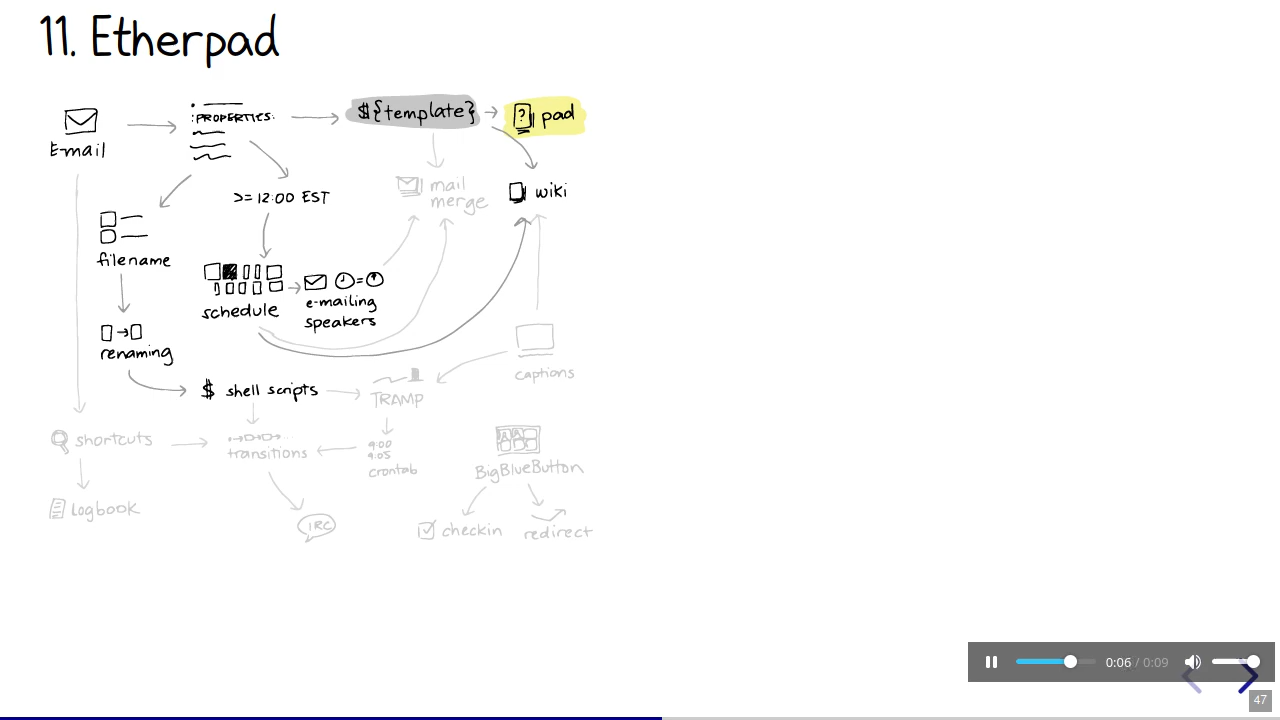 11. Etherpad
E-mail
:PROPERTIES:
${template}
? pad
mail
merge
wiki
>= 12:00 EST
filename
schedule
e-mailing
speakers
renaming
$ shell scripts
TRAMP
captions
shortcuts
transitions
9:00
9:05
crontab
BigBlueButton
Logbook
IRC
checkin
redirect
0:06 / 0:09
47